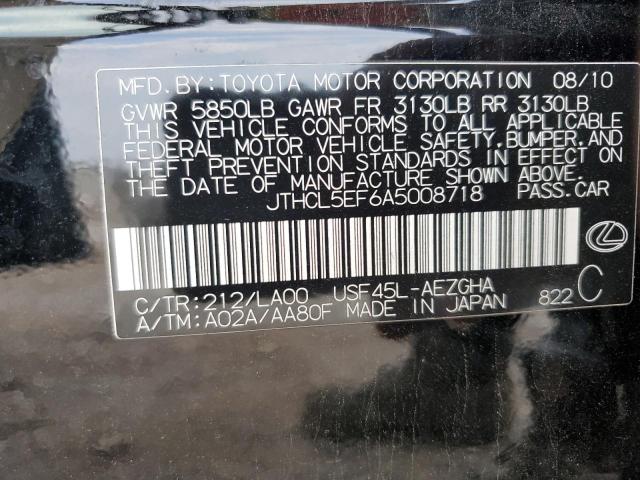 MFD. BY: TOYOTA MOTOR CORPORATION 08/10
GVWR 5850LB GAWR FR 3130LB RR 3130LB
THIS VEHICLE CONFORMS TO ALL APPLICABLE
FEDERAL MOTOR VEHICLE SAFETY, BUMPER, AND
THEFT PREVENTION STANDARDS IN EFFECT ON
THE DATE OF MANUFACTURE SHOWN ABOVE.
JTHCL5EF6A5008718 PASS. CAR
C/TR: 212/LA00 USF45L-AEZGHA
A/TM: A02A/AA80F MADE IN JAPAN 822 C